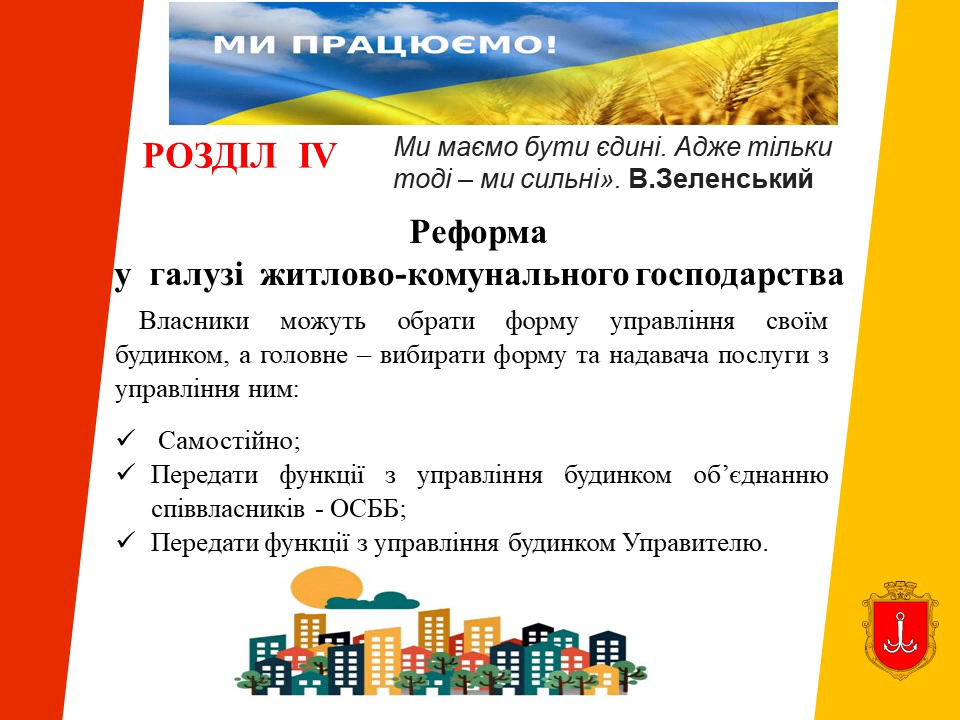 МИ ПРАЦЮЄМО!
РОЗДІЛ IV
Ми маємо бути єдині. Адже тільки
тоді – ми сильні». В.Зеленський
Реформа
у галузі житлово-комунального господарства
Власники можуть обрати форму управління своїм
будинком, а головне – вибирати форму та надавача послуги з
управління ним:
✓ Самостійно;
✓ Передати функції з управління будинком об’єднанню
співвласників - ОСББ;
✓ Передати функції з управління будинком Управителю.